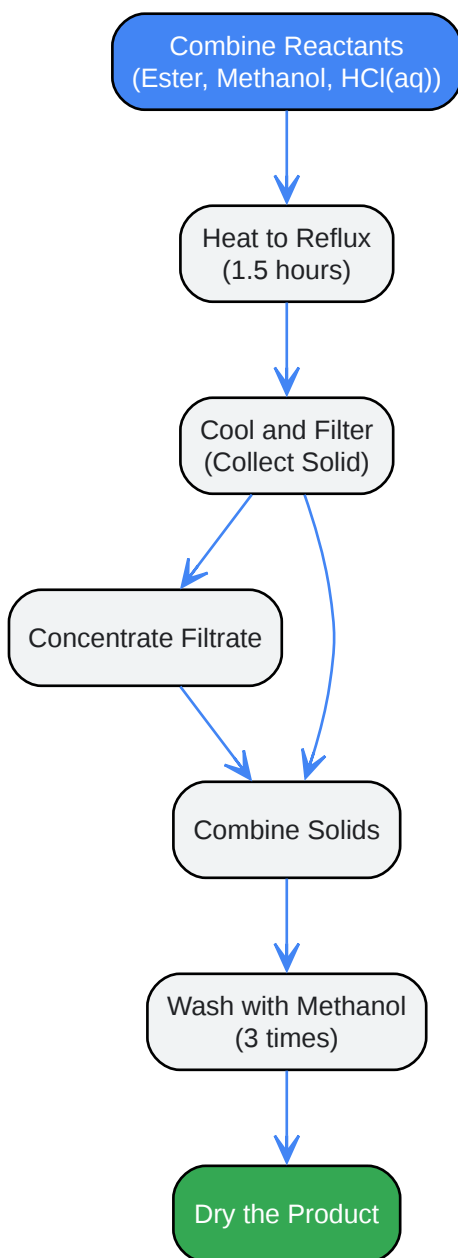 Combine Reactants
(Ester, Methanol, HCl(aq))
Heat to Reflux
(1.5 hours)
Cool and Filter
(Collect Solid)
Concentrate Filtrate
Combine Solids
Wash with Methanol
(3 times)
Dry the Product